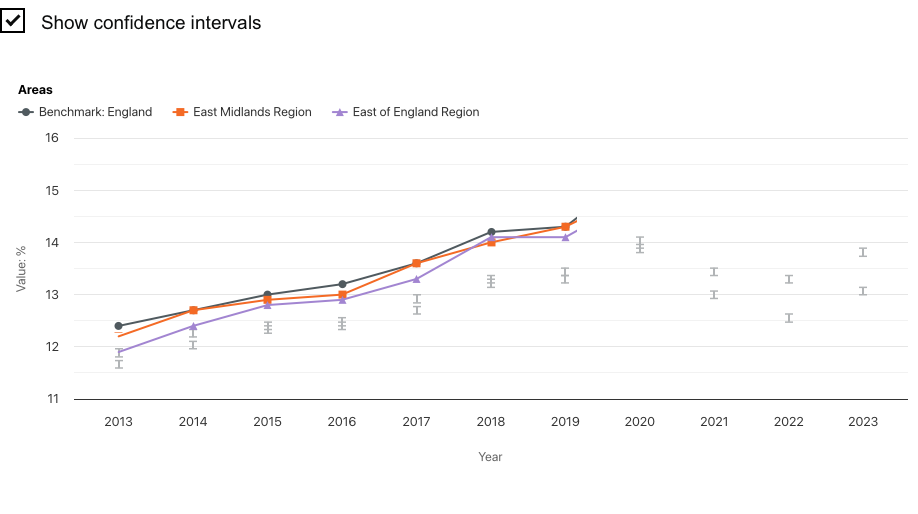 Show confidence intervals
Areas
Benchmark: England East Midlands Region East of England Region
16
15
14
13
12
11
Value: %
2013 2014 2015 2016 2017 2018 2019 2020 2021 2022 2023
Year